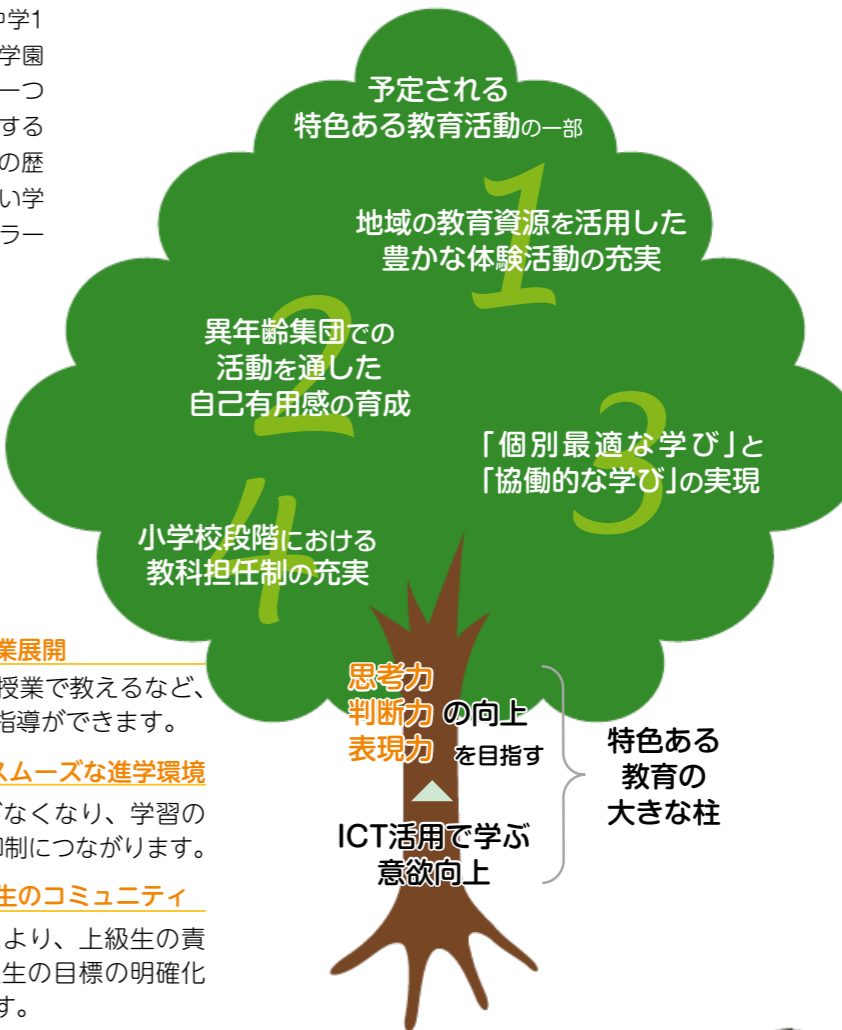 中学1
学園
一つ
する
の歴
い学
ラー
予定される
特色ある教育活動の一部
1
地域の教育資源を活用した
豊かな体験活動の充実
2
異年齢集団での
活動を通した
自己有用感の育成
3
「個別最適な学び」と
「協働的な学び」の実現
4
小学校段階における
教科担任制の充実
業展開
授業で教えるなど、
指導ができます。
スムーズな進学環境
なくなり、学習の
制につながります。
生のコミュニティ
より、上級生の責
生の目標の明確化
す。
思考力
判断力 の向上
表現力 を目指す
ICT活用で学ぶ
意欲向上
特色ある
教育の
大きな柱